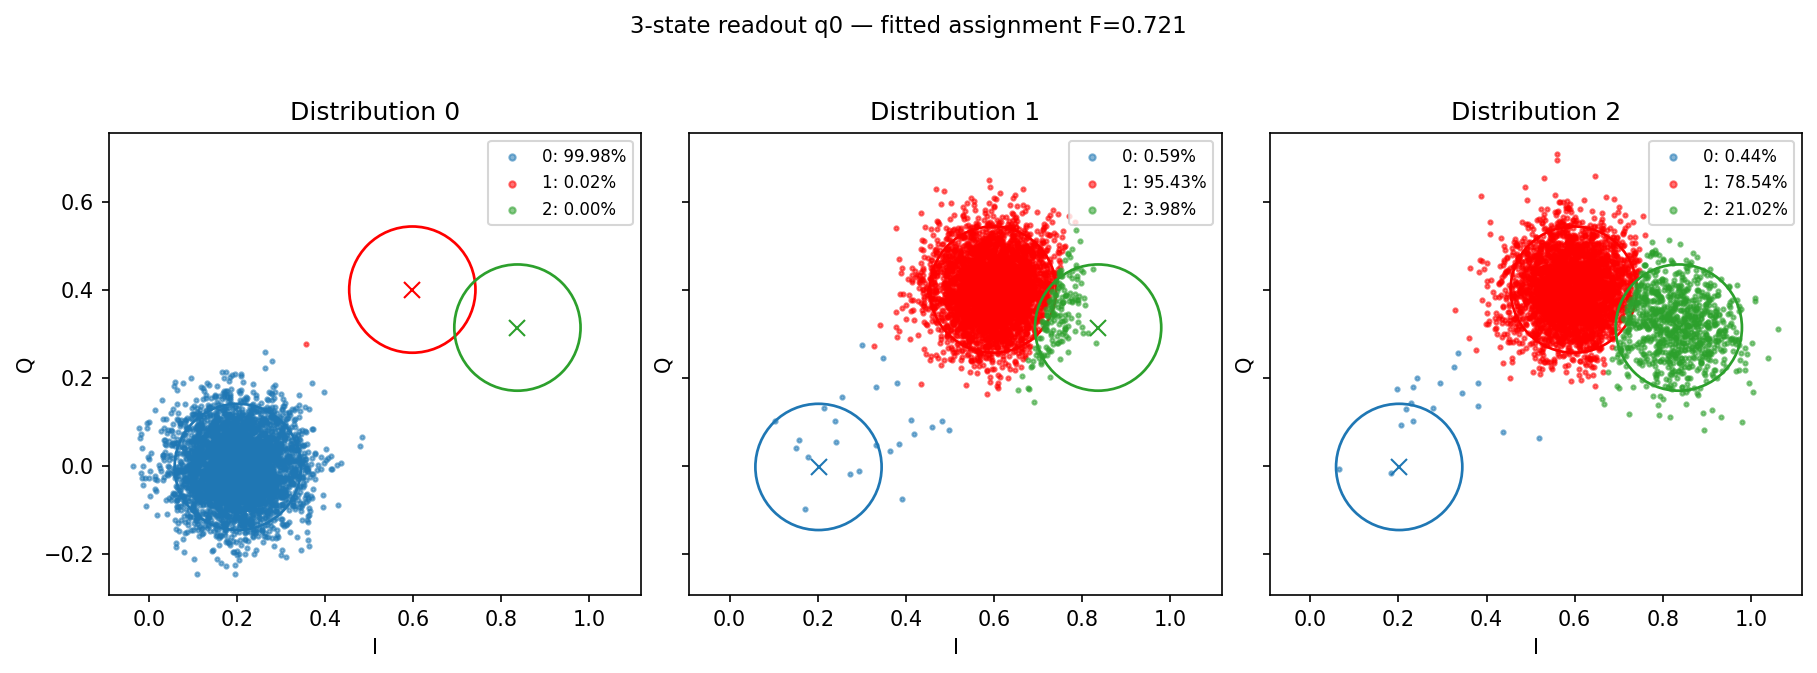 3-state readout q0 — fitted assignment F=0.721
Distribution 0
Distribution 1
Distribution 2
0: 99.98%
1: 0.02%
2: 0.00%
0: 0.59%
1: 95.43%
2: 3.98%
0: 0.44%
1: 78.54%
2: 21.02%
Q
0.6
0.4
0.2
0.0
−0.2
Q
Q
0.0 0.2 0.4 0.6 0.8 1.0
0.0 0.2 0.4 0.6 0.8 1.0
0.0 0.2 0.4 0.6 0.8 1.0
I
I
I